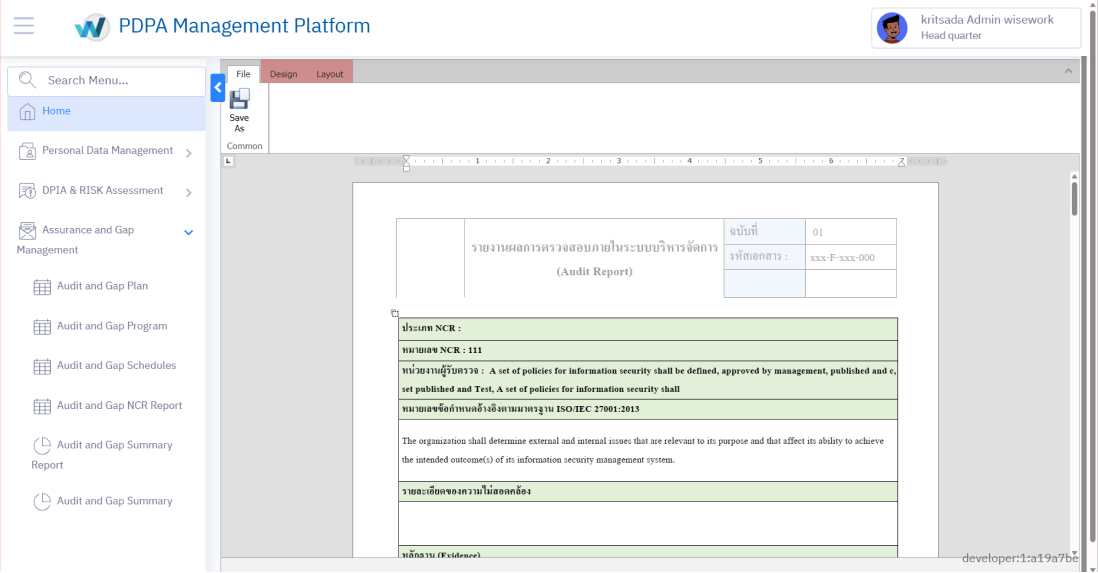 PDPA Management Platform
kritsada Admin wisework
Head quarter
Search Menu...
Home
Personal Data Management
DPIA & RISK Assessment
Assurance and Gap
Management
Audit and Gap Plan
Audit and Gap Program
Audit and Gap Schedules
Audit and Gap NCR Report
Audit and Gap Summary
Report
Audit and Gap Summary
File Design Layout
Save
As
Common
1 2 3 4 5 6 7
รายงานผลการตรวจสอบภายในระบบบริหารจัดการ
(Audit Report)
ฉบับที่ 01
รหัสเอกสาร : xxx-F-xxx-000
ประเภท NCR :
หมายเลข NCR : 111
หน่วยงานผู้รับตรวจ : A set of policies for information security shall be defined, approved by management, published and c,
set published and Test, A set of policies for information security shall
หมายเลขข้อกำหนดอ้างอิงตามมาตรฐาน ISO/IEC 27001:2013
The organization shall determine external and internal issues that are relevant to its purpose and that affect its ability to achieve
the intended outcome(s) of its information security management system.
รายละเอียดของความไม่สอดคล้อง
หลักฐาน (Evidence)
developer:1:a19a7be